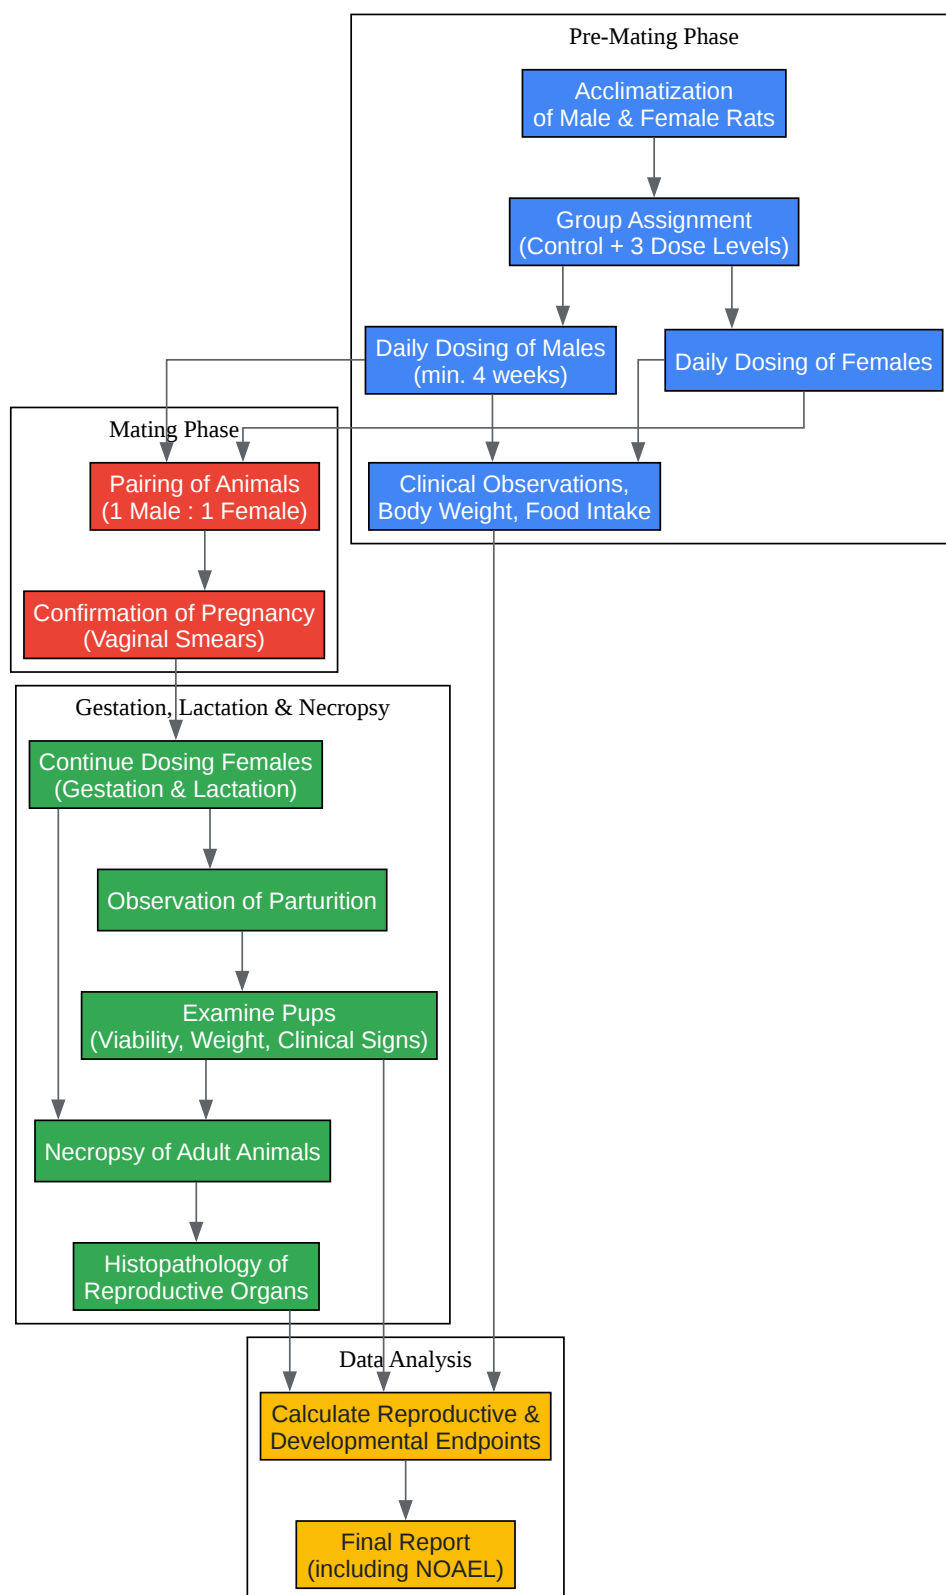 Pre-Mating Phase
Acclimatization
of Male & Female Rats
Group Assignment
(Control + 3 Dose Levels)
Daily Dosing of Males
(min. 4 weeks)
Daily Dosing of Females
Clinical Observations,
Body Weight, Food Intake
Mating Phase
Pairing of Animals
(1 Male : 1 Female)
Confirmation of Pregnancy
(Vaginal Smears)
Gestation, Lactation & Necropsy
Continue Dosing Females
(Gestation & Lactation)
Observation of Parturition
Examine Pups
(Viability, Weight, Clinical Signs)
Necropsy of Adult Animals
Histopathology of
Reproductive Organs
Data Analysis
Calculate Reproductive &
Developmental Endpoints
Final Report
(including NOAEL)